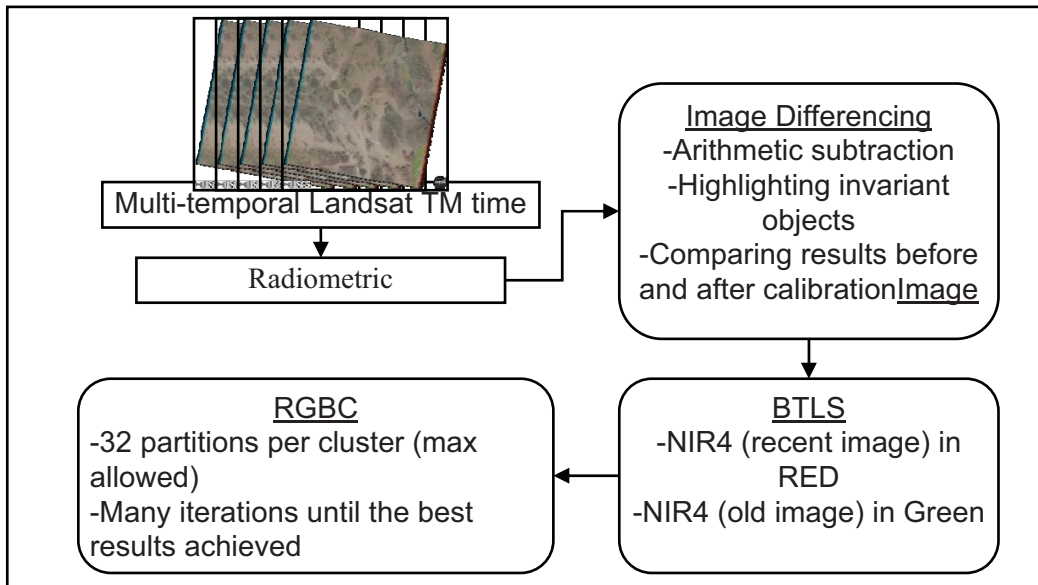 Multi-temporal Landsat TM time
Radiometric
Image Differencing
-Arithmetic subtraction
-Highlighting invariant
objects
-Comparing results before
and after calibrationImage
BTLS
-NIR4 (recent image) in
RED
-NIR4 (old image) in Green
RGBC
-32 partitions per cluster (max
allowed)
-Many iterations until the best
results achieved